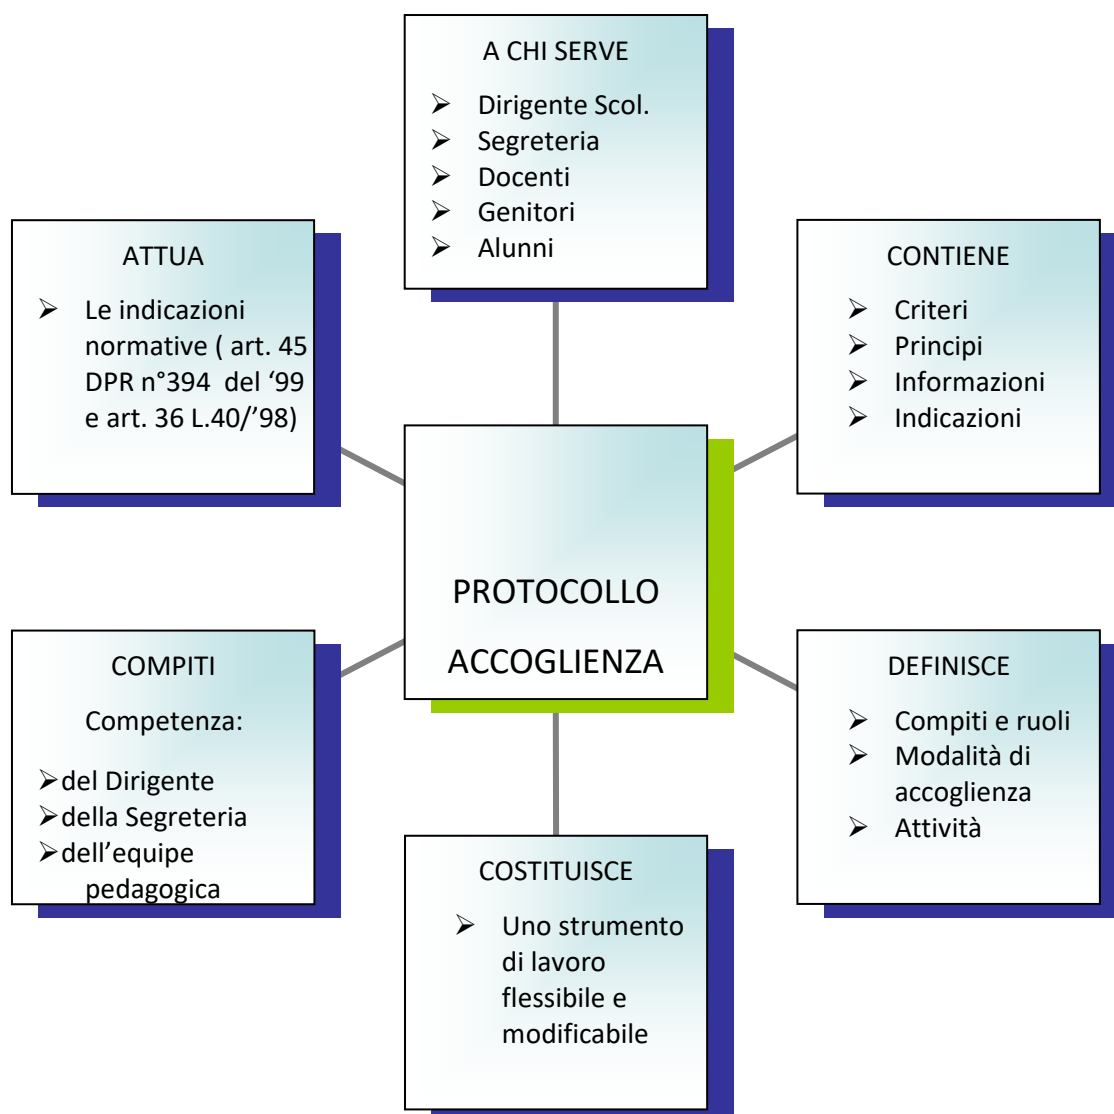 A CHI SERVE
➢ Dirigente Scol.
➢ Segreteria
➢ Docenti
➢ Genitori
➢ Alunni
ATTUA
➢ Le indicazioni
normative ( art. 45
DPR n°394  del ‘99
e art. 36 L.40/’98)
CONTIENE
➢ Criteri
➢ Principi
➢ Informazioni
➢ Indicazioni
PROTOCOLLO
ACCOGLIENZA
COMPITI
Competenza:
➢del Dirigente
➢della Segreteria
➢dell’equipe
pedagogica
DEFINISCE
➢ Compiti e ruoli
➢ Modalità di
accoglienza
➢ Attività
COSTITUISCE
➢ Uno strumento
di lavoro
flessibile e
modificabile